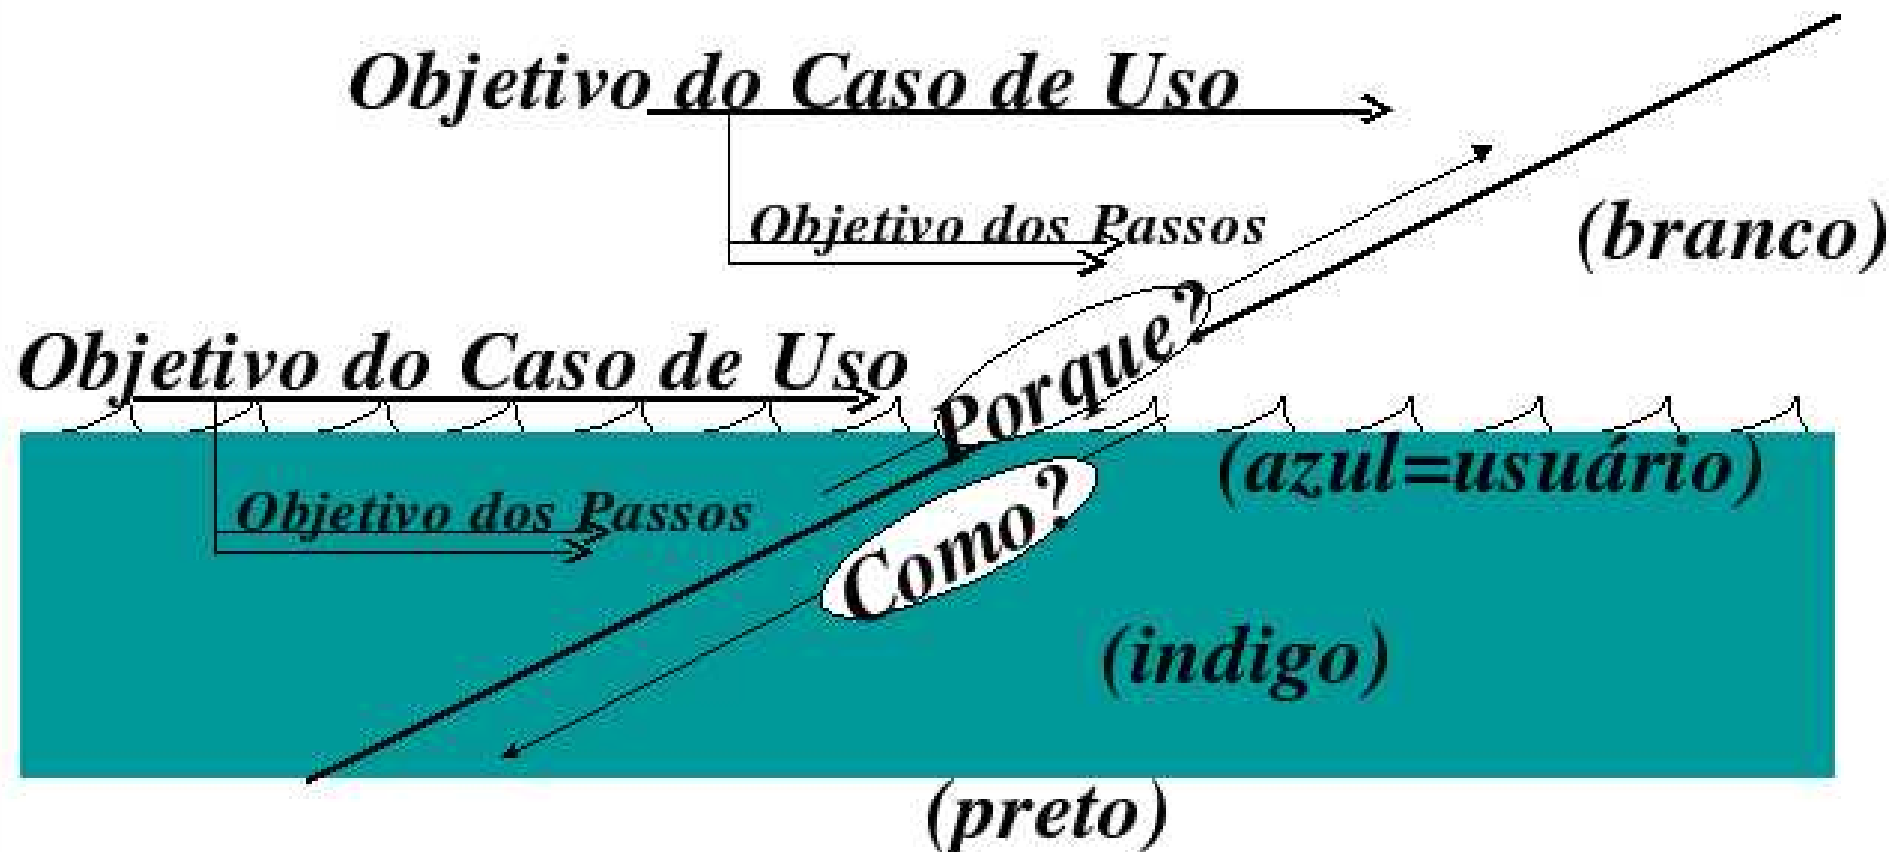 Objetivo do Caso de Uso
Objetivo dos Passos
(branco)
Porque?
Objetivo do Caso de Uso
(azul=usuário)
Objetivo dos Passos
Como?
(indigo)
(preto)